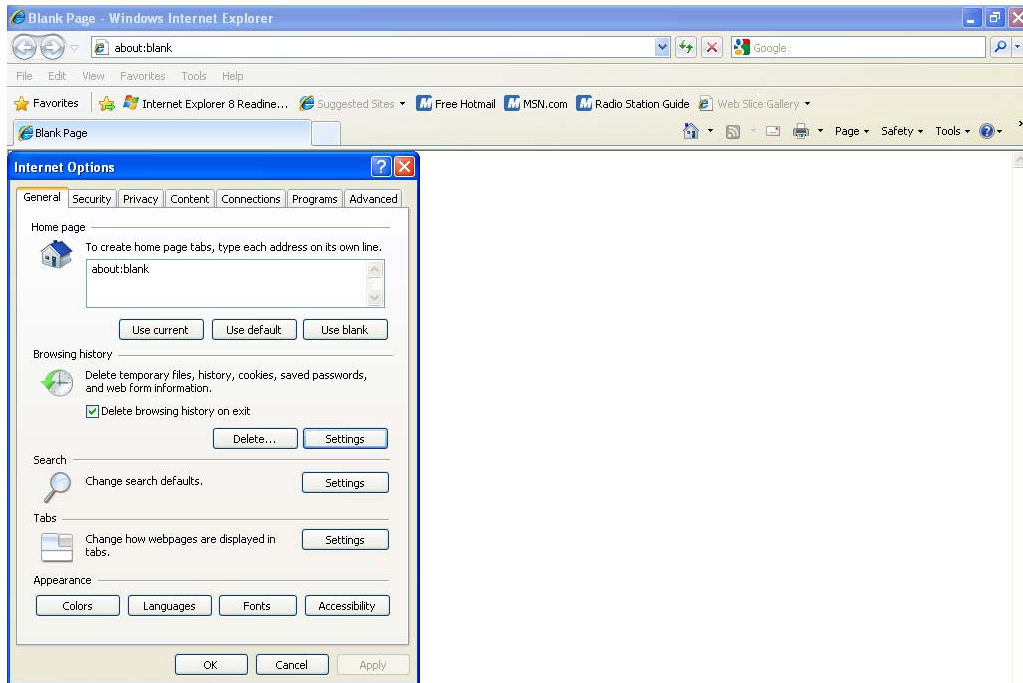 Blank Page - Windows Internet Explorer
about:blank
Google
File Edit View Favorites Tools Help
Favorites Internet Explorer 8 Readine... Suggested Sites Free Hotmail MSN.com Radio Station Guide Web Slice Gallery
Blank Page
Page Safety Tools
Internet Options
General Security Privacy Content Connections Programs Advanced
Home page
To create home page tabs, type each address on its own line.
about:blank
Use current Use default Use blank
Browsing history
Delete temporary files, history, cookies, saved passwords,
and web form information.
Delete browsing history on exit
Delete... Settings
Search
Change search defaults.
Settings
Tabs
Change how webpages are displayed in
tabs.
Settings
Appearance
Colors Languages Fonts Accessibility
OK Cancel Apply